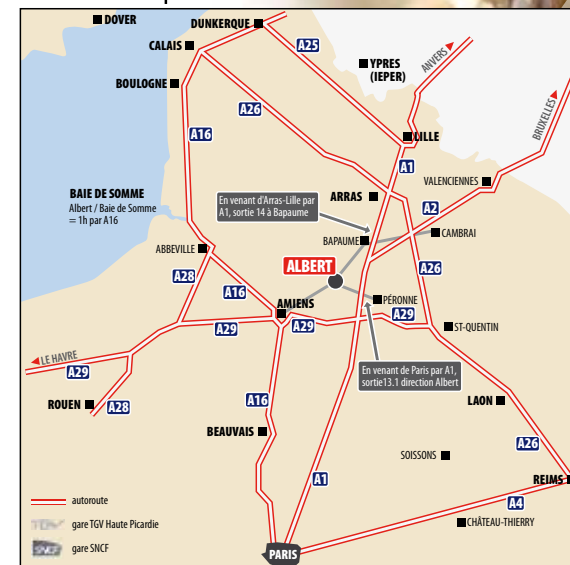 DOVER
DUNKERQUE
CALAIS
A25
YPRES
(IEPER)
ANVERS
BOULOGNE
A26
BRUXELLES
A16
LILLE
A1
VALENCIENNES
BAIE DE SOMME
Albert / Baie de Somme
= 1h par A16
En venant d'Arras-Lille par
A1, sortie 14 à Bapaume
ARRAS
A2
BAPAUME
CAMBRAI
ABBEVILLE
ALBERT
A28
A16
A26
AMIENS
PÉRONNE
A29
A29
A29
ST-QUENTIN
LE HAVRE
A29
En venant de Paris par A1,
sortie13.1 direction Albert
ROUEN
A28
A16
LAON
BEAUVAIS
A26
SOISSONS
A1
REIMS
autoroute
A4
TGV
gare TGV Haute Picardie
CHÂTEAU-THIERRY
SNCF
gare SNCF
PARIS